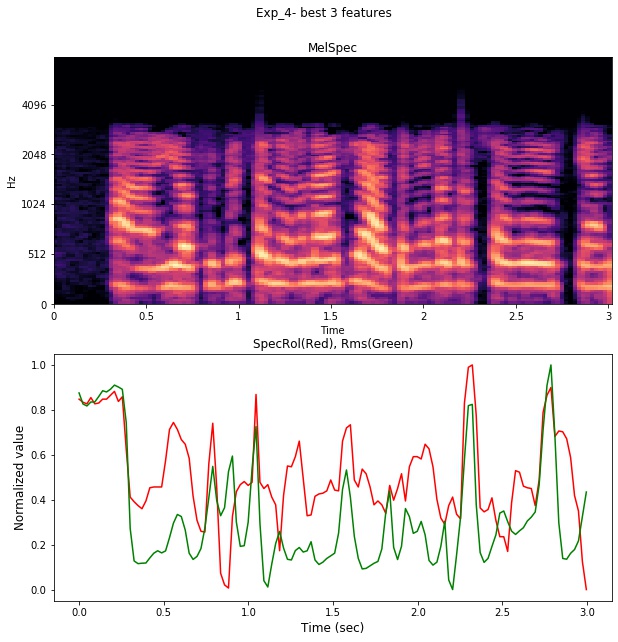 Exp_4- best 3 features
MelSpec
4096
2048
1024
512
0
Hz
0 0.5 1 1.5 2 2.5 3
Time
SpecRol(Red), Rms(Green)
1.0
0.8
0.6
0.4
0.2
0.0
Normalized value
0.0 0.5 1.0 1.5 2.0 2.5 3.0
Time (sec)